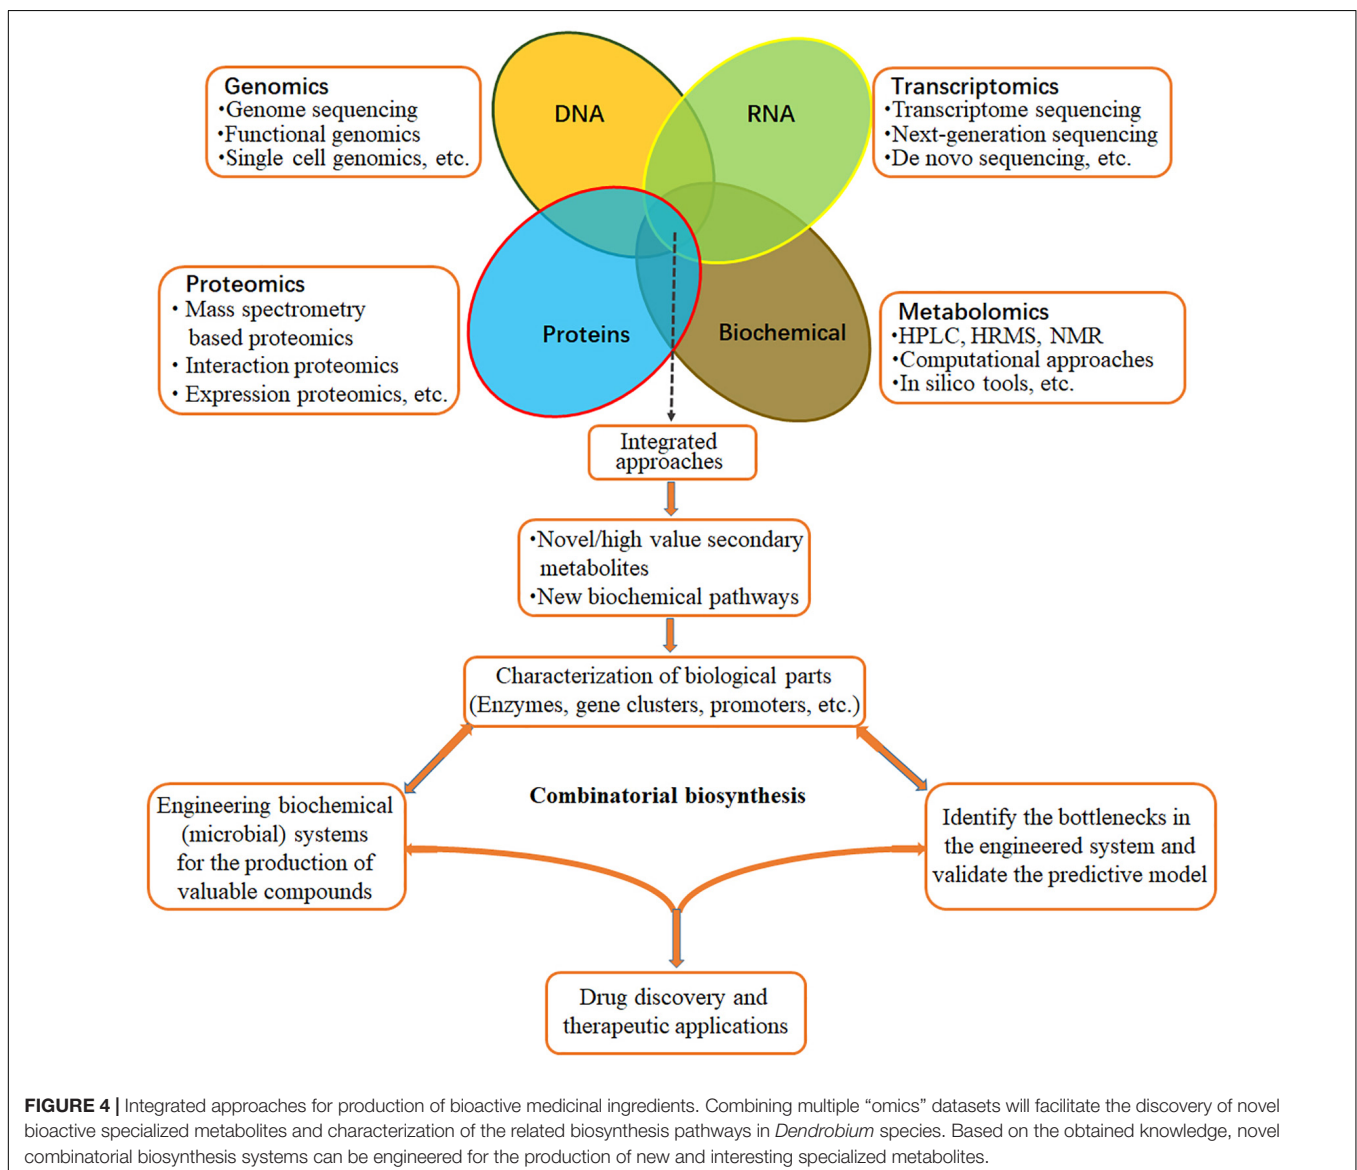 Genomics
•Genome sequencing
•Functional genomics
•Single cell genomics, etc.
DNA
RNA
Transcriptomics
•Transcriptome sequencing
•Next-generation sequencing
•De novo sequencing, etc.
Proteomics
• Mass spectrometry
based proteomics
• Interaction proteomics
• Expression proteomics, etc.
Proteins
Biochemical
Metabolomics
•HPLC, HRMS, NMR
•Computational approaches
•In silico tools, etc.
Integrated
approaches
•Novel/high value secondary
metabolites
•New biochemical pathways
Characterization of biological parts
(Enzymes, gene clusters, promoters, etc.)
Engineering biochemical
(microbial) systems
for the production of
valuable compounds
Combinatorial biosynthesis
Identify the bottlenecks in
the engineered system and
validate the predictive model
Drug discovery and
therapeutic applications
FIGURE 4 | Integrated approaches for production of bioactive medicinal ingredients. Combining multiple “omics” datasets will facilitate the discovery of novel
bioactive specialized metabolites and characterization of the related biosynthesis pathways in Dendrobium species. Based on the obtained knowledge, novel
combinatorial biosynthesis systems can be engineered for the production of new and interesting specialized metabolites.